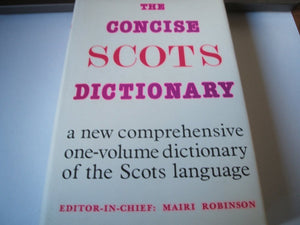 THE
CONCISE
SCOTS
DICTIONARY
a new comprehensive
one-volume dictionary
of the Scots language
EDITOR-IN-CHIEF: MAIRI ROBINSON